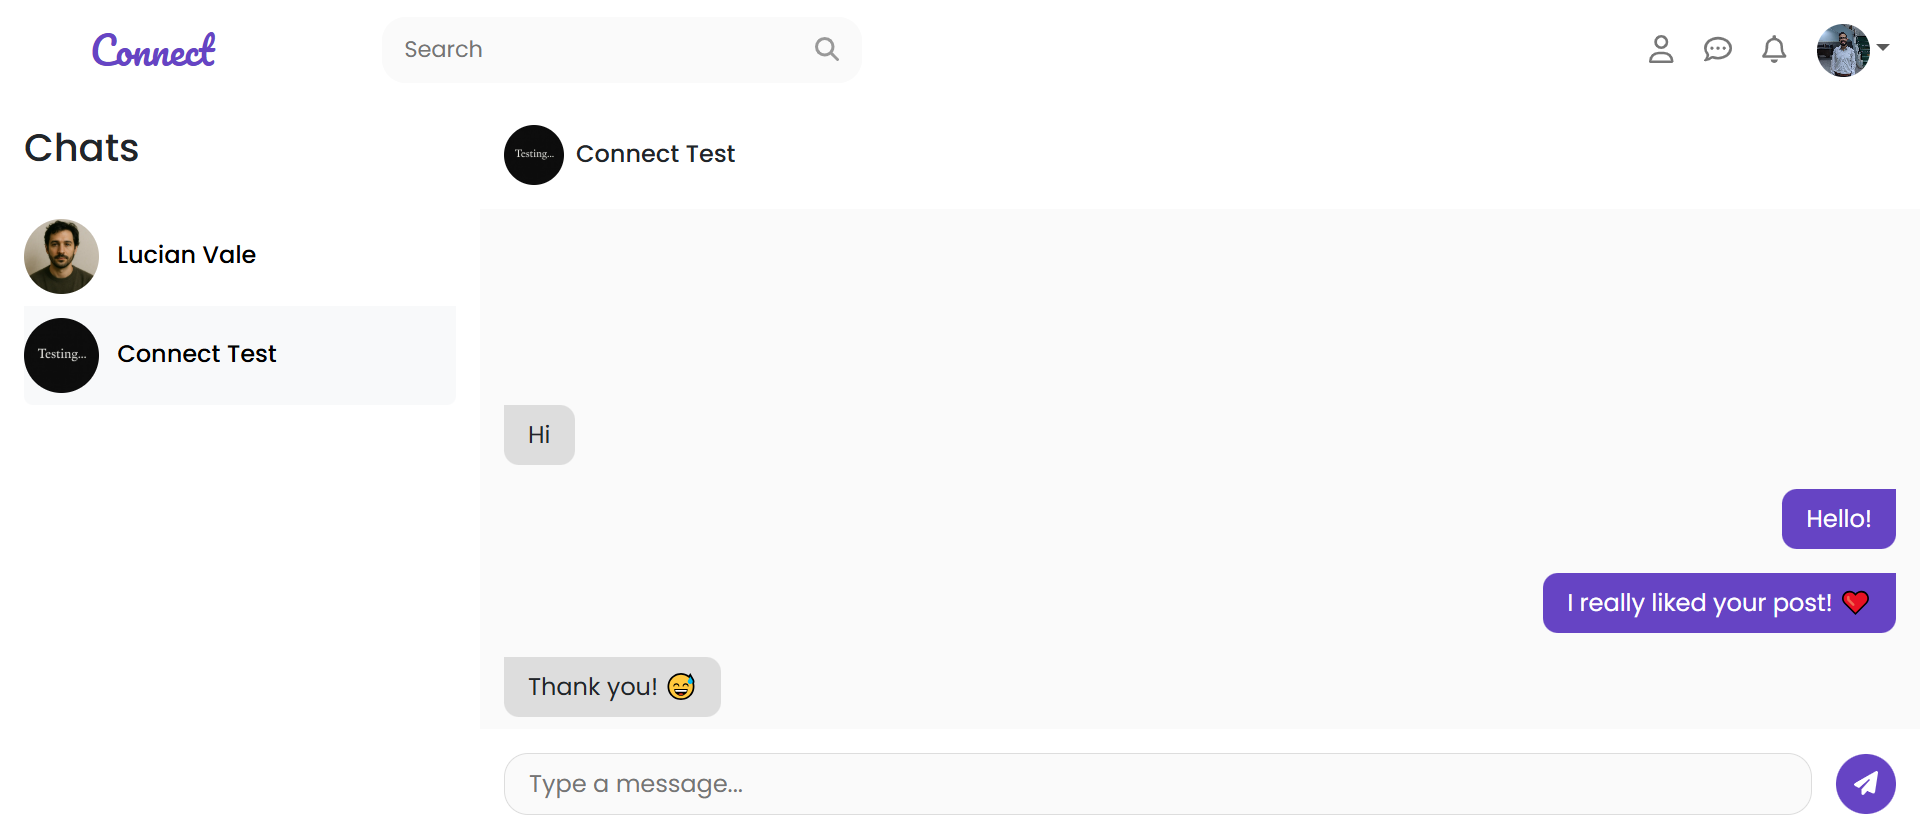 Connect
Search
Chats
Testing...
Connect Test
Lucian Vale
Testing...
Connect Test
Hi
Hello!
I really liked your post! ❤️
Thank you! 😅
Type a message...